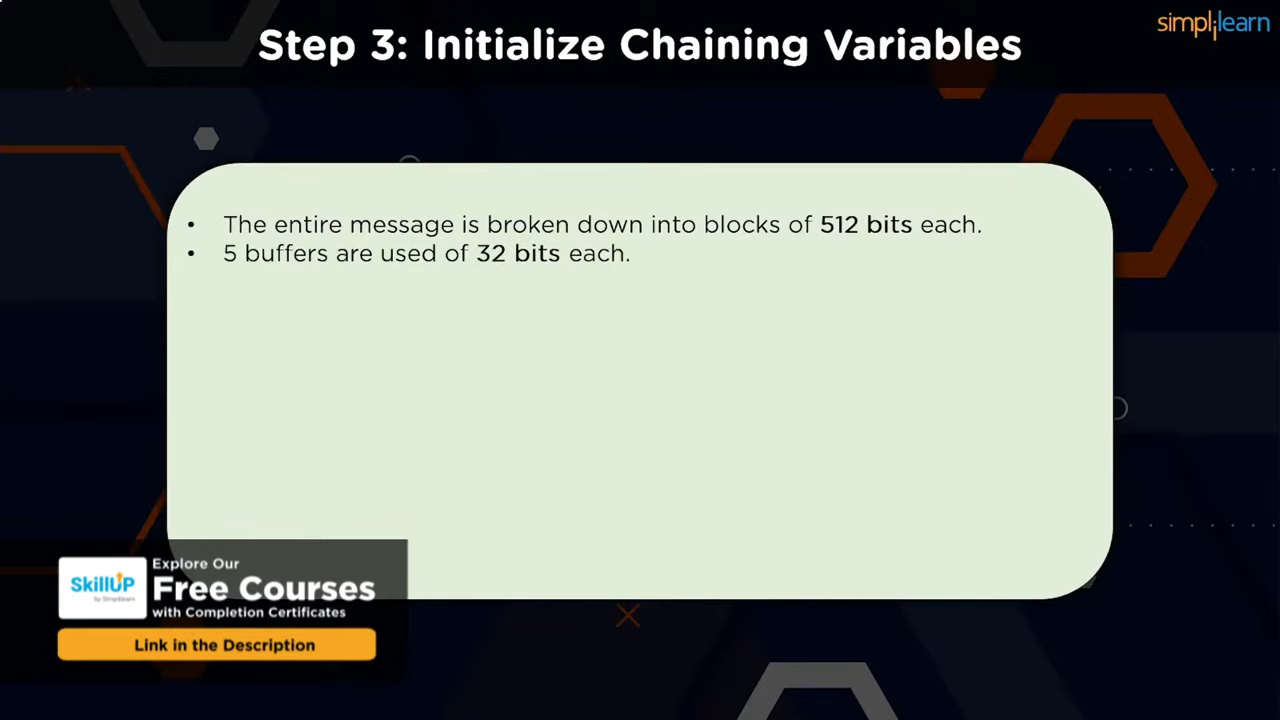 Step 3: Initialize Chaining Variables
simplilearn
• The entire message is broken down into blocks of 512 bits each.
• 5 buffers are used of 32 bits each.
SkillUP
by Simplilearn
Explore Our
Free Courses
with Completion Certificates
Link in the Description